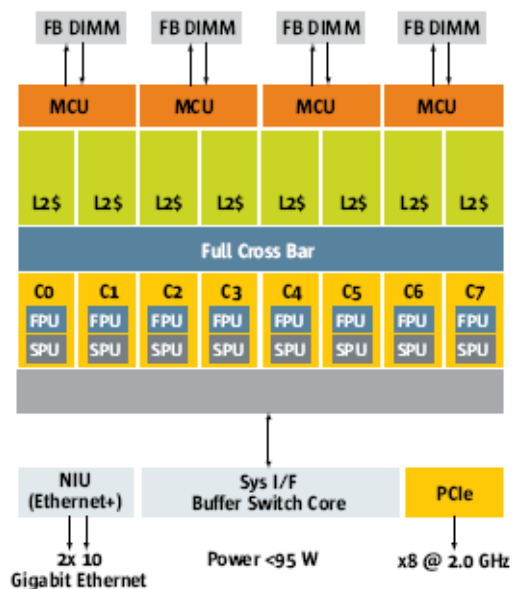 FB DIMM FB DIMM FB DIMM FB DIMM
MCU MCU MCU MCU
L2$ L2$ L2$ L2$ L2$ L2$ L2$ L2$
Full Cross Bar
C0 C1 C2 C3 C4 C5 C6 C7
FPU FPU FPU FPU FPU FPU FPU FPU
SPU SPU SPU SPU SPU SPU SPU SPU
NIU
(Ethernet+)
Sys I/F
Buffer Switch Core
PCIe
2x 10
Gigabit Ethernet
Power <95 W
x8 @ 2.0 GHz